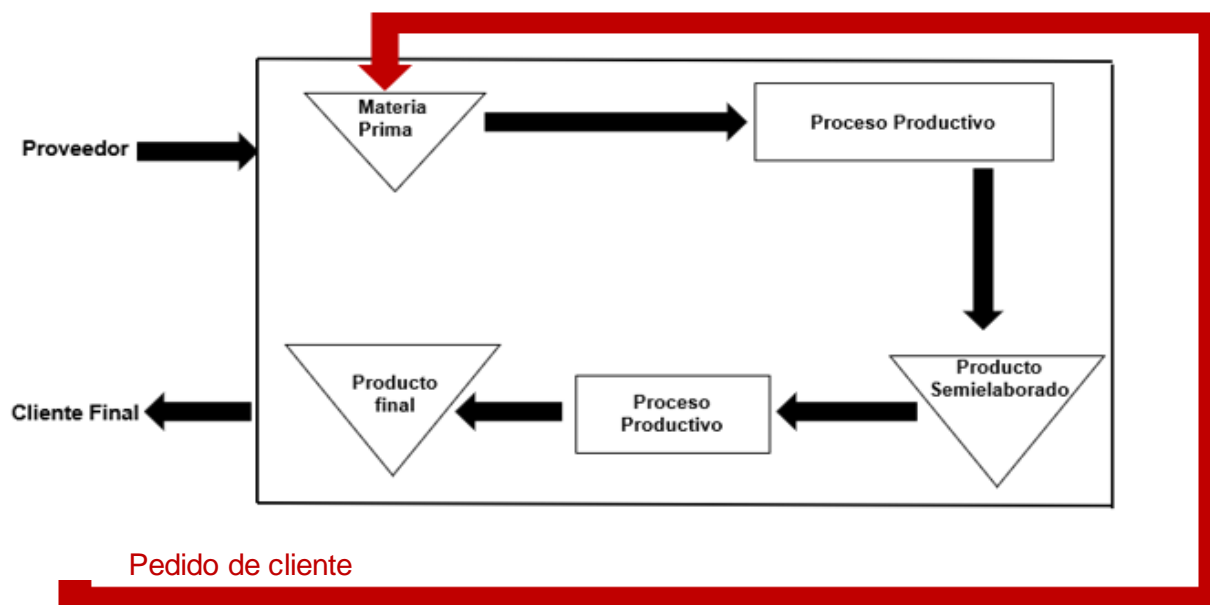 Materia
Prima
Proceso Productivo
Proveedor
Producto
Semielaborado
Proceso
Productivo
Producto
final
Cliente Final
Pedido de cliente